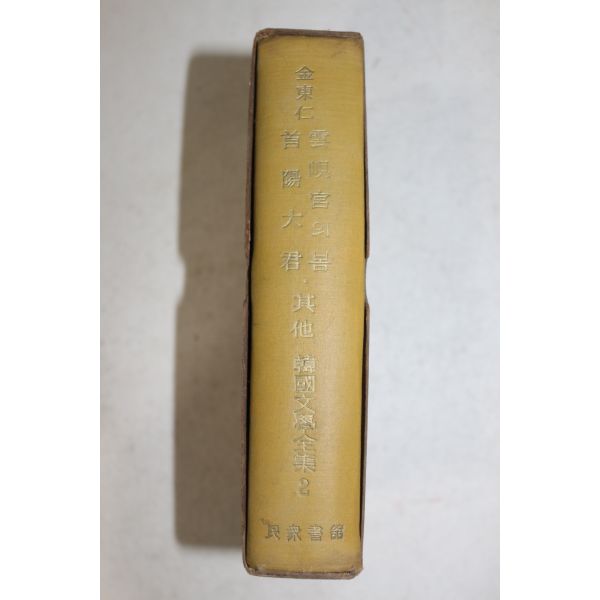 金東仁
雲峴宮의봄
首陽大君
·其他
韓國文學全集 2
民衆書館